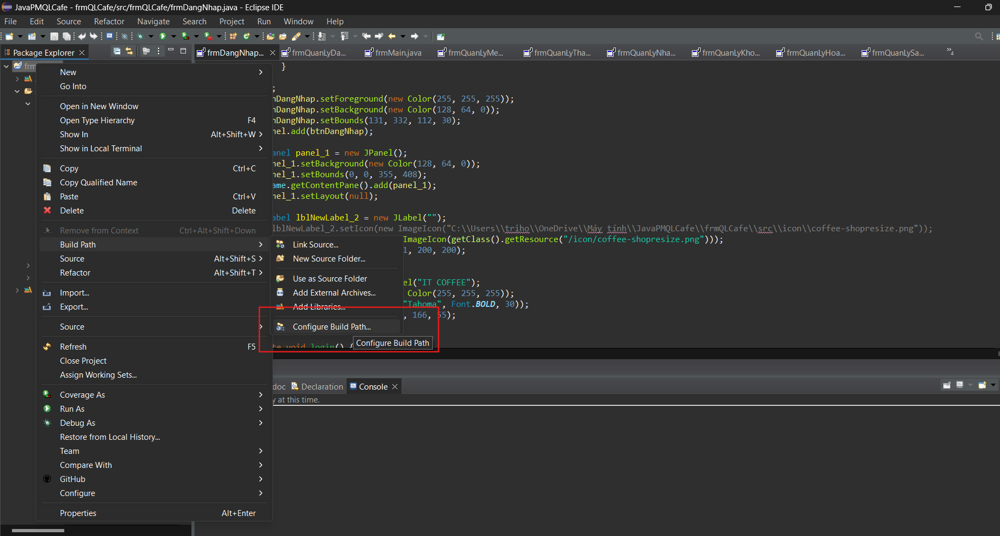 JavaPMQLCafe - frmQLCafe/src/frmQLCafe/frmDangNhap.java - Eclipse IDE
File Edit Source Refactor Navigate Search Project Run Window Help
Package Explorer
frmDangNhap... frmQuanLyDa... frmMain.java frmQuanLyMe... frmQuanLyTha... frmQuanLyNha... frmQuanLyKho... frmQuanLyHoa... frmQuanLySa... »4
frm
New
Go Into
Open in New Window
Open Type Hierarchy F4
Show In Alt+Shift+W
Show in Local Terminal
Copy Ctrl+C
Copy Qualified Name
Paste Ctrl+V
Delete Delete
Remove from Context Ctrl+Alt+Shift+Down
Build Path
Source Alt+Shift+S
Refactor Alt+Shift+T
Import...
Export...
Source
Refresh F5
Close Project
Assign Working Sets...
Coverage As
Run As
Debug As
Restore from Local History...
Team
Compare With
GitHub
Configure
Properties Alt+Enter
Link Source...
New Source Folder...
Use as Source Folder
Add External Archives...
Add Libraries...
Configure Build Path...
Configure Build Path
}
;
nDangNhap.setForeground(new Color(255, 255, 255));
nDangNhap.setBackground(new Color(128, 64, 0));
nDangNhap.setBounds(131, 332, 112, 30);
nel.add(btnDangNhap);
anel panel_1 = new JPanel();
nel_1.setBackground(new Color(128, 64, 0));
nel_1.setBounds(0, 0, 355, 408);
ame.getContentPane().add(panel_1);
nel_1.setLayout(null);
abel lblNewLabel_2 = new JLabel("");
lblNewLabel_2.setIcon(new ImageIcon("C:\\Users\\triho\\OneDrive\\Máy tính\\JavaPMQLCafe\\frmQLCafe\\src\\icon\\coffee-shopresize.png"));
ImageIcon(getClass().getResource("/icon/coffee-shopresize.png")));
1, 200, 200);
el("IT COFFEE");
Color(255, 255, 255));
"Tahoma", Font.BOLD, 30));
, 166, 55);
te void login() {
doc Declaration Console
y at this time.